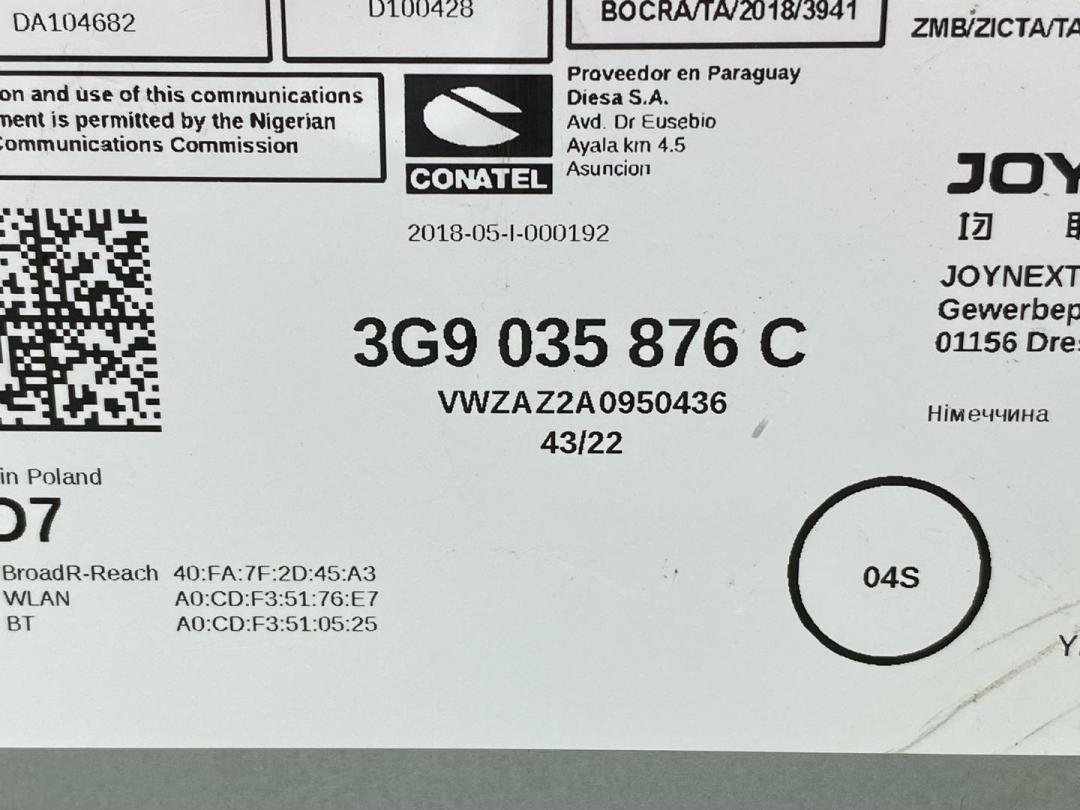 DA104682
D100428
BOCRA/TA/2018/3941
ZMB/ZICTA/TA
on and use of this communications
ment is permitted by the Nigerian
Communications Commission
CONATEL
Proveedor en Paraguay
Diesa S.A.
Avd. Dr Eusebio
Ayala km 4.5
Asuncion
2018-05-I-000192
JOY
JOYNEXT
Gewerbep
01156 Dres
3G9 035 876 C
VWZAZ2A0950436
43/22
Німеччина
in Poland
D7
BroadR-Reach 40:FA:7F:2D:45:A3
WLAN A0:CD:F3:51:76:E7
BT A0:CD:F3:51:05:25
04S